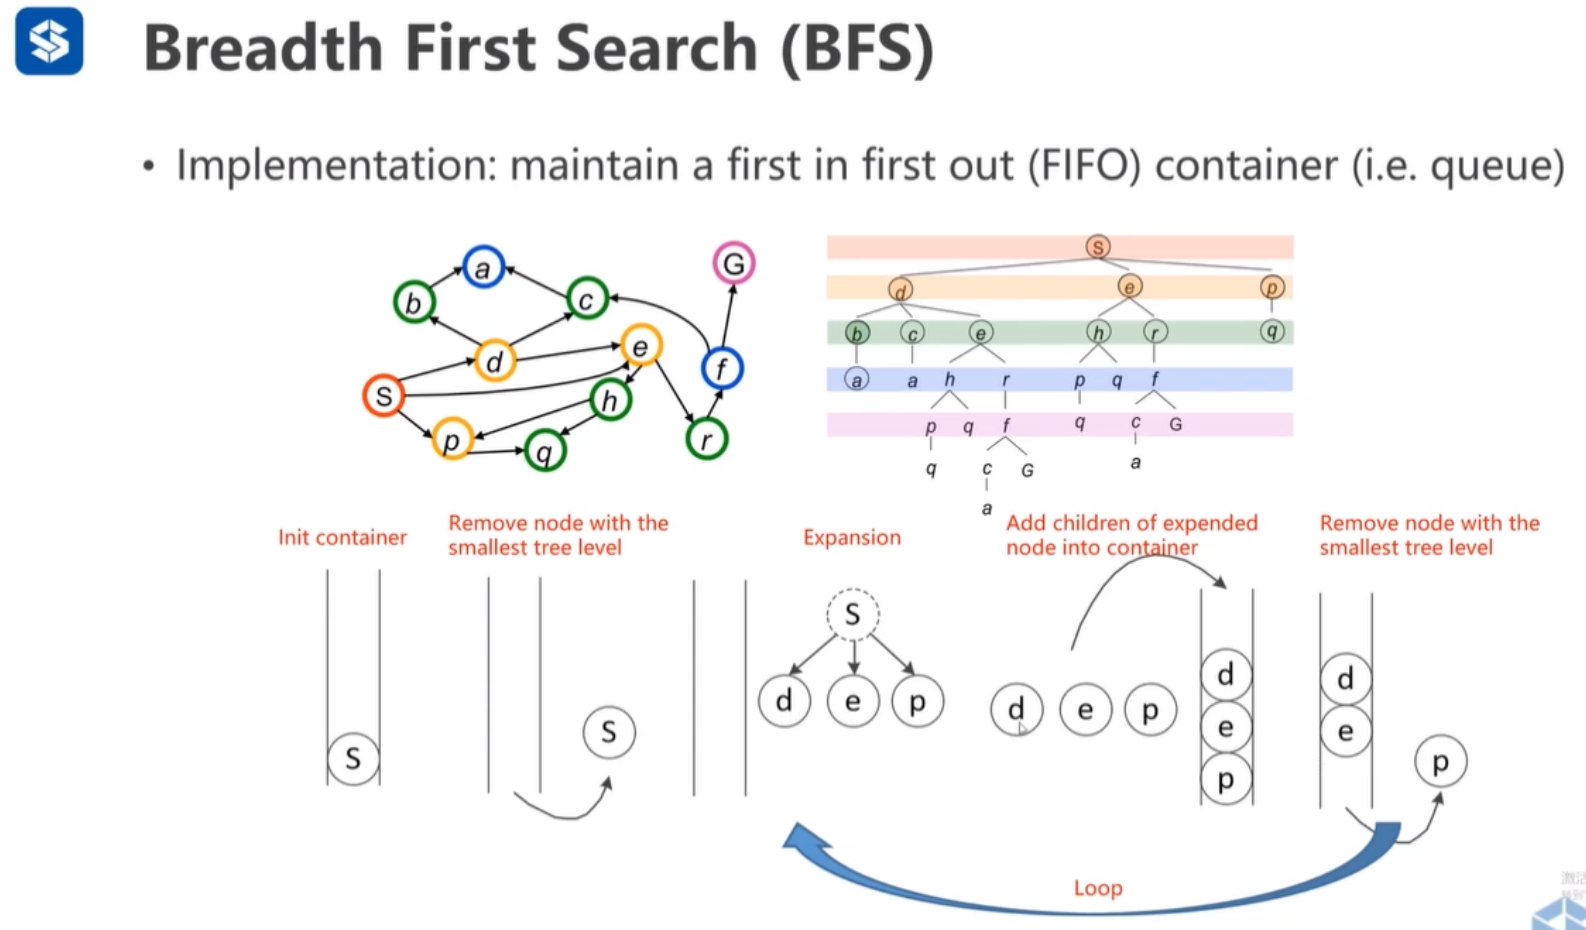 Breadth First Search (BFS)
• Implementation: maintain a first in first out (FIFO) container (i.e. queue)
a
G
b
c
d
e
f
S
h
p
q
r
S
d e p
b c e h r q
a a h r p q f
p q f q c G
q c G a
a
Init container
Remove node with the
smallest tree level
Expansion
Add children of expended
node into container
Remove node with the
smallest tree level
S
S
S
d e p
d e p
d
e
p
d
e
p
Loop
激活